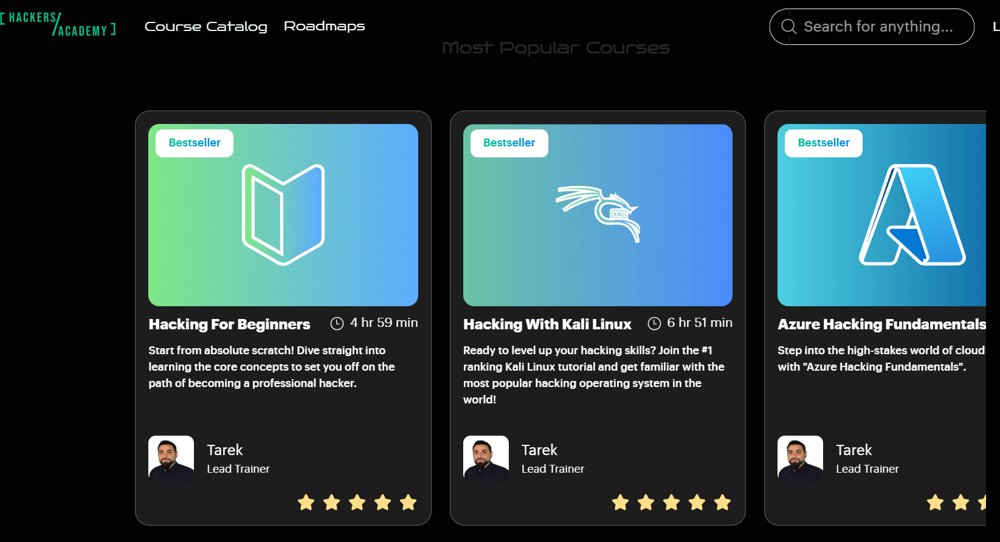 [ HACKERS/
ACADEMY ]
Course Catalog
Roadmaps
Search for anything...
L
Most Popular Courses
Bestseller
Hacking For Beginners
4 hr 59 min
Start from absolute scratch! Dive straight into
learning the core concepts to set you off on the
path of becoming a professional hacker.
Tarek
Lead Trainer
Bestseller
KALI
Hacking With Kali Linux
6 hr 51 min
Ready to level up your hacking skills? Join the #1
ranking Kali Linux tutorial and get familiar with the
most popular hacking operating system in the
world!
Tarek
Lead Trainer
Bestseller
Azure Hacking Fundamentals
Step into the high-stakes world of cloud
with "Azure Hacking Fundamentals".
Tarek
Lead Trainer